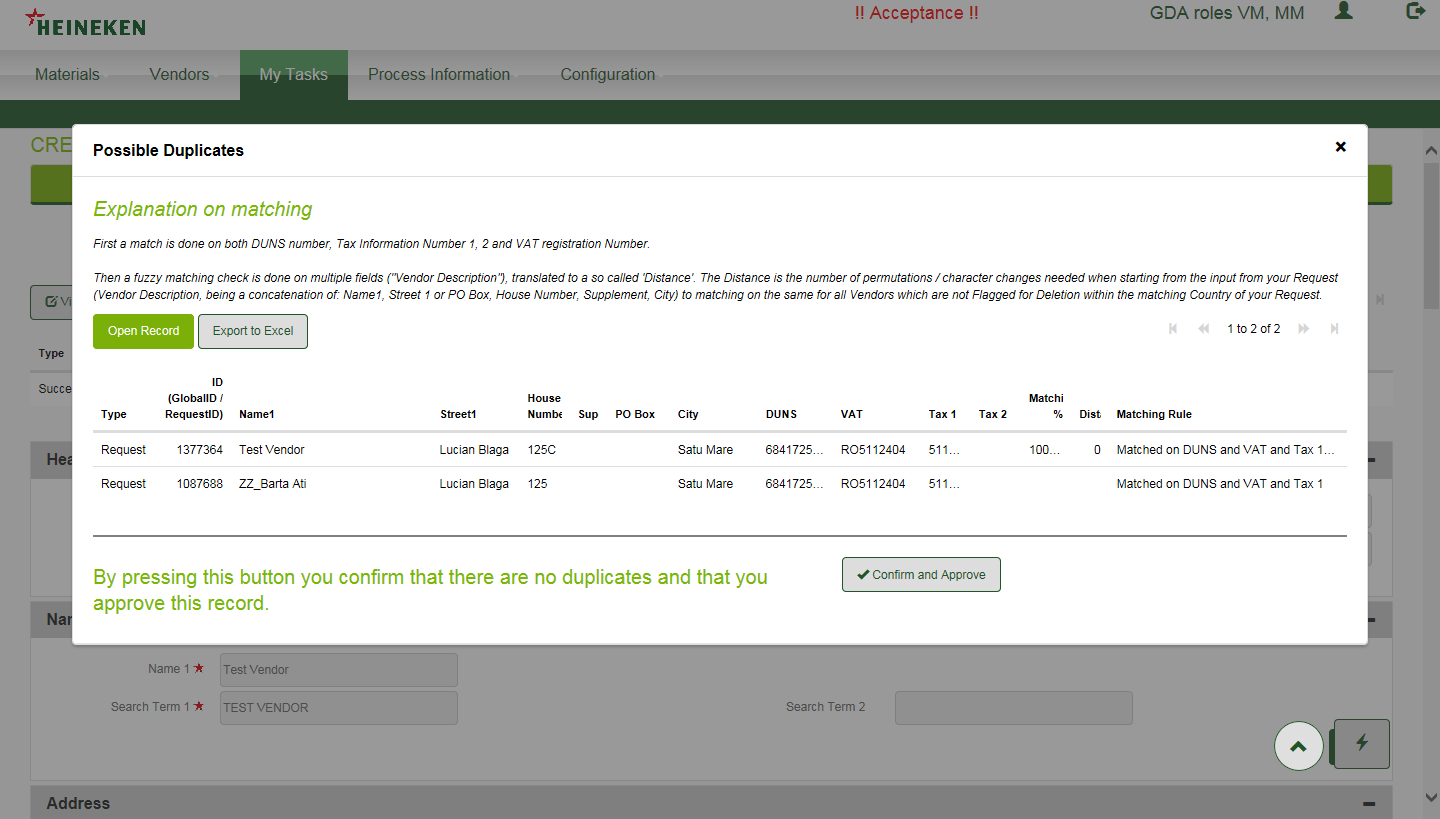 HEINEKEN
!! Acceptance !!
GDA roles VM, MM
Materials
Vendors
My Tasks
Process Information
Configuration
CRE
Possible Duplicates
Explanation on matching
First a match is done on both DUNS number, Tax Information Number 1, 2 and VAT registration Number.
Then a fuzzy matching check is done on multiple fields ("Vendor Description"), translated to a so called 'Distance'. The Distance is the number of permutations / character changes needed when starting from the input from your Request
(Vendor Description, being a concatenation of: Name1, Street 1 or PO Box, House Number, Supplement, City) to matching on the same for all Vendors which are not Flagged for Deletion within the matching Country of your Request.
Vi
Open Record
Export to Excel
1 to 2 of 2
Type
Succe
Type
ID
(GlobalID /
RequestID)
Name1
Street1
House
Numbe
Sup
PO Box
City
DUNS
VAT
Tax 1
Tax 2
Matchi
%
Dist
Matching Rule
Request 1377364 Test Vendor Lucian Blaga 125C Satu Mare 6841725... RO5112404 511... 100... 0 Matched on DUNS and VAT and Tax 1...
Request 1087688 ZZ_Barta Ati Lucian Blaga 125 Satu Mare 6841725... RO5112404 511... Matched on DUNS and VAT and Tax 1
Hea
By pressing this button you confirm that there are no duplicates and that you
approve this record.
Confirm and Approve
Nar
Name 1
Test Vendor
Search Term 1
TEST VENDOR
Search Term 2
Address